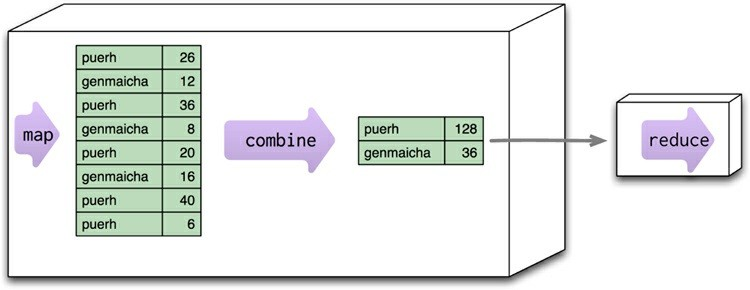 map
puerh 26
genmaicha 12
puerh 36
genmaicha 8
puerh 20
genmaicha 16
puerh 40
puerh 6
combine
puerh 128
genmaicha 36
reduce